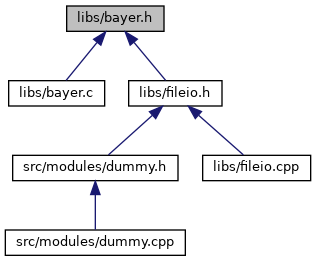 libs/bayer.h
libs/bayer.c
libs/fileio.h
src/modules/dummy.h
libs/fileio.cpp
src/modules/dummy.cpp